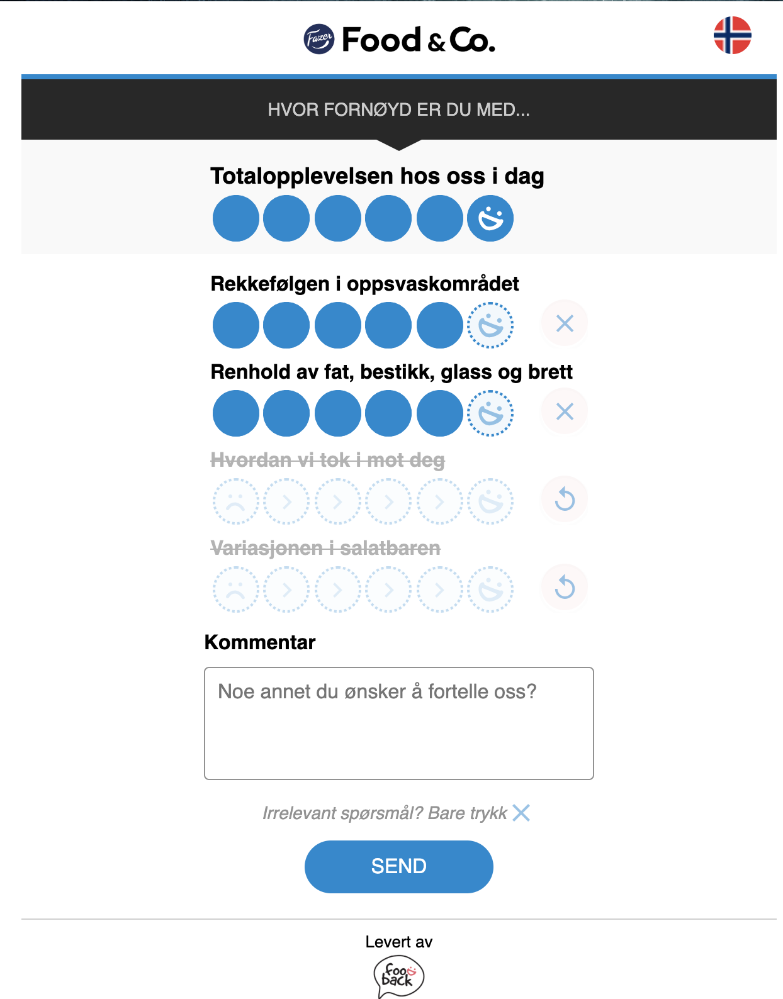 Fazer Food & Co.
HVOR FORNØYD ER DU MED...
Totalopplevelsen hos oss i dag
Rekkefølgen i oppsvaskområdet
Renhold av fat, bestikk, glass og brett
Hvordan vi tok i mot deg
Variasjonen i salatbaren
Kommentar
Noe annet du ønsker å fortelle oss?
Irrelevant spørsmål? Bare trykk
SEND
Levert av
foo
back